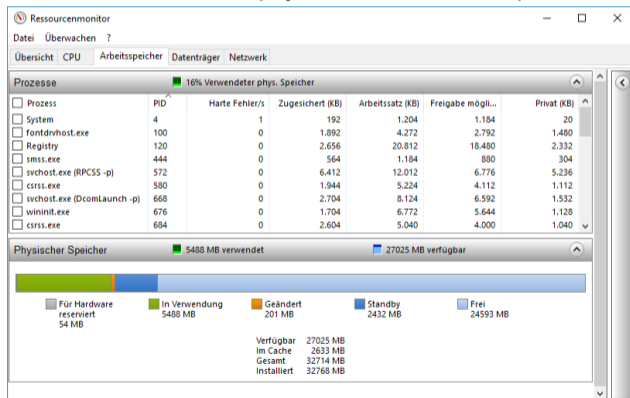 Ressourcenmonitor
Datei Überwachen ?
Übersicht CPU Arbeitsspeicher Datenträger Netzwerk
Prozesse 16% Verwendeter phys. Speicher
Prozess PID Harte Fehler/s Zugesichert (KB) Arbeitssatz (KB) Freigabe mögli... Privat (KB)
System 4 1 192 1.204 1.184 20
fontdrvhost.exe 100 0 1.892 4.272 2.792 1.480
Registry 120 0 2.656 20.812 18.480 2.332
smss.exe 444 0 564 1.184 880 304
svchost.exe (RPCSS -p) 572 0 6.412 12.012 6.776 5.236
csrss.exe 580 0 1.944 5.224 4.112 1.112
svchost.exe (DcomLaunch -p) 668 0 2.704 8.124 6.592 1.532
wininit.exe 676 0 1.704 6.772 5.644 1.128
csrss.exe 684 0 2.604 5.040 4.000 1.040
Physischer Speicher 5488 MB verwendet 27025 MB verfügbar
Für Hardware reserviert 54 MB
In Verwendung 5488 MB
Geändert 201 MB
Standby 2432 MB
Frei 24593 MB
Verfügbar 27025 MB
Im Cache 2633 MB
Gesamt 32714 MB
Installiert 32768 MB